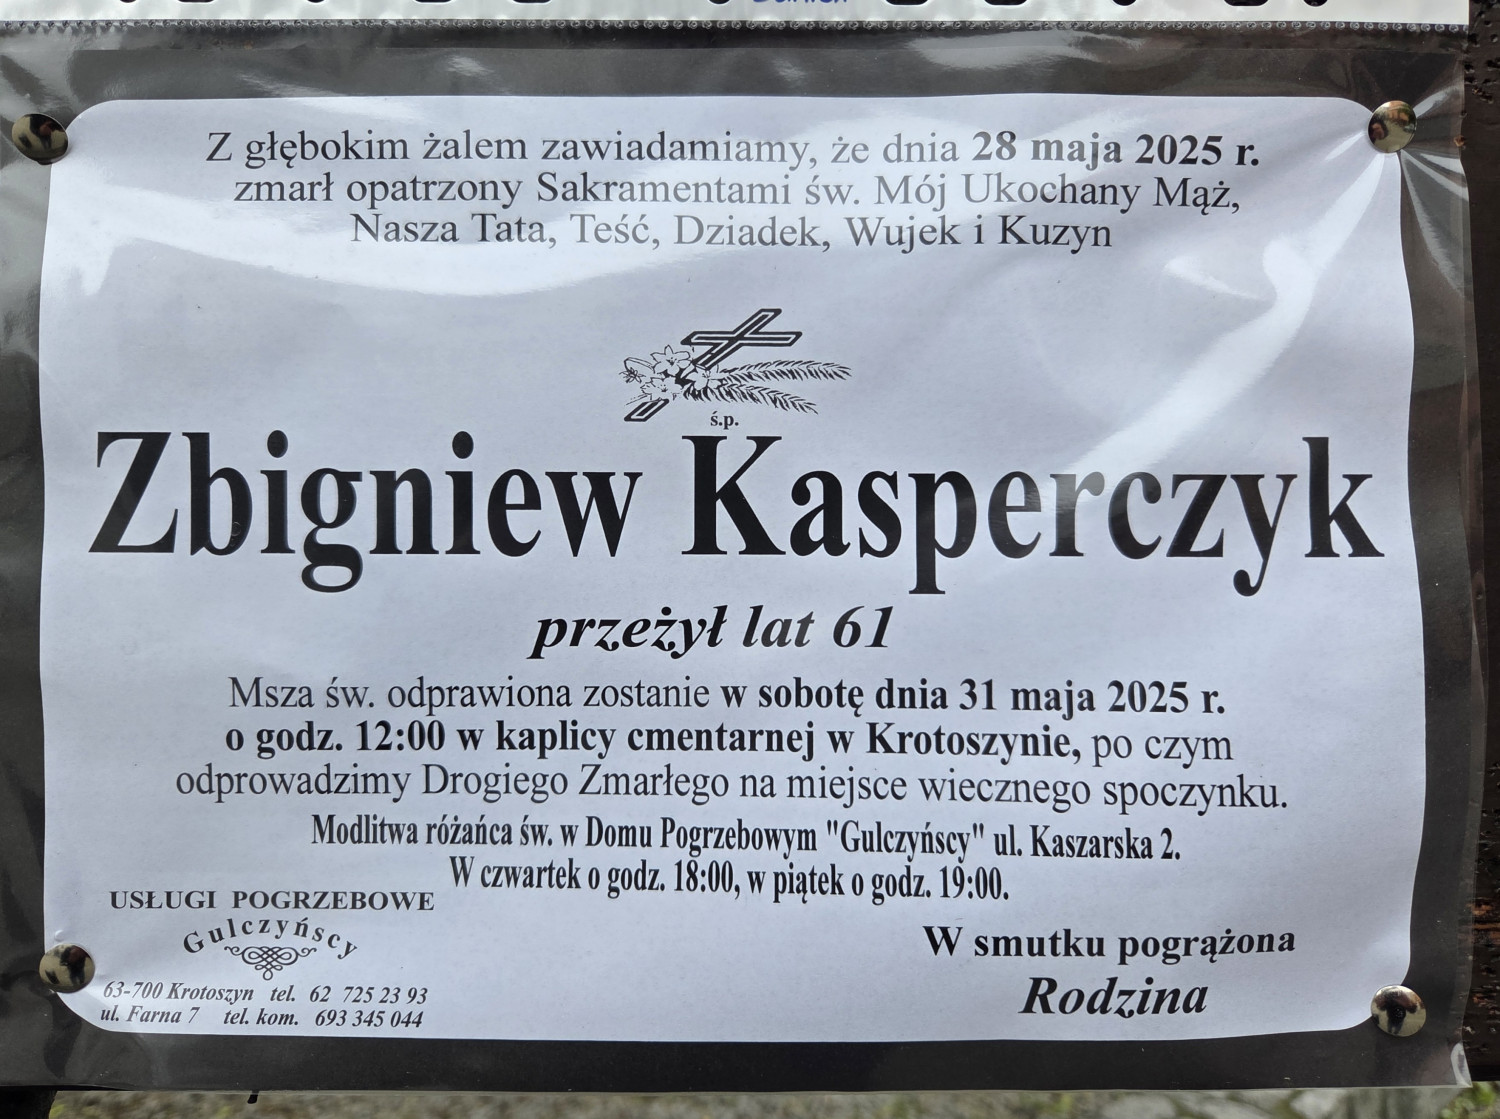 Z głębokim żalem zawiadamiamy, że dnia 28 maja 2025 r.
zmarł opatrzony Sakramentami św. Mój Ukochany Mąż,
Nasza Tata, Teść, Dziadek, Wujek i Kuzyn
ś.p.
Zbigniew Kasperczyk
przeżył lat 61
Msza św. odprawiona zostanie w sobotę dnia 31 maja 2025 r.
o godz. 12:00 w kaplicy cmentarnej w Krotoszynie, po czym
odprowadzimy Drogiego Zmarłego na miejsce wiecznego spoczynku.
Modlitwa różańca św. w Domu Pogrzebowym "Gulczyńscy" ul. Kaszarska 2.
W czwartek o godz. 18:00, w piątek o godz. 19:00.
USŁUGI POGRZEBOWE
Gulczyńscy
63-700 Krotoszyn tel. 62 725 23 93
ul. Farna 7 tel. kom. 693 345 044
W smutku pogrążona
Rodzina